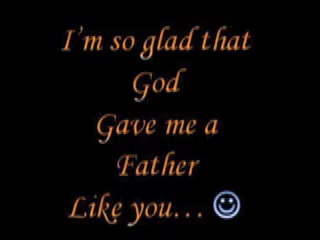 I'm so glad that
God
Gave me a
Father
Like you... ☺